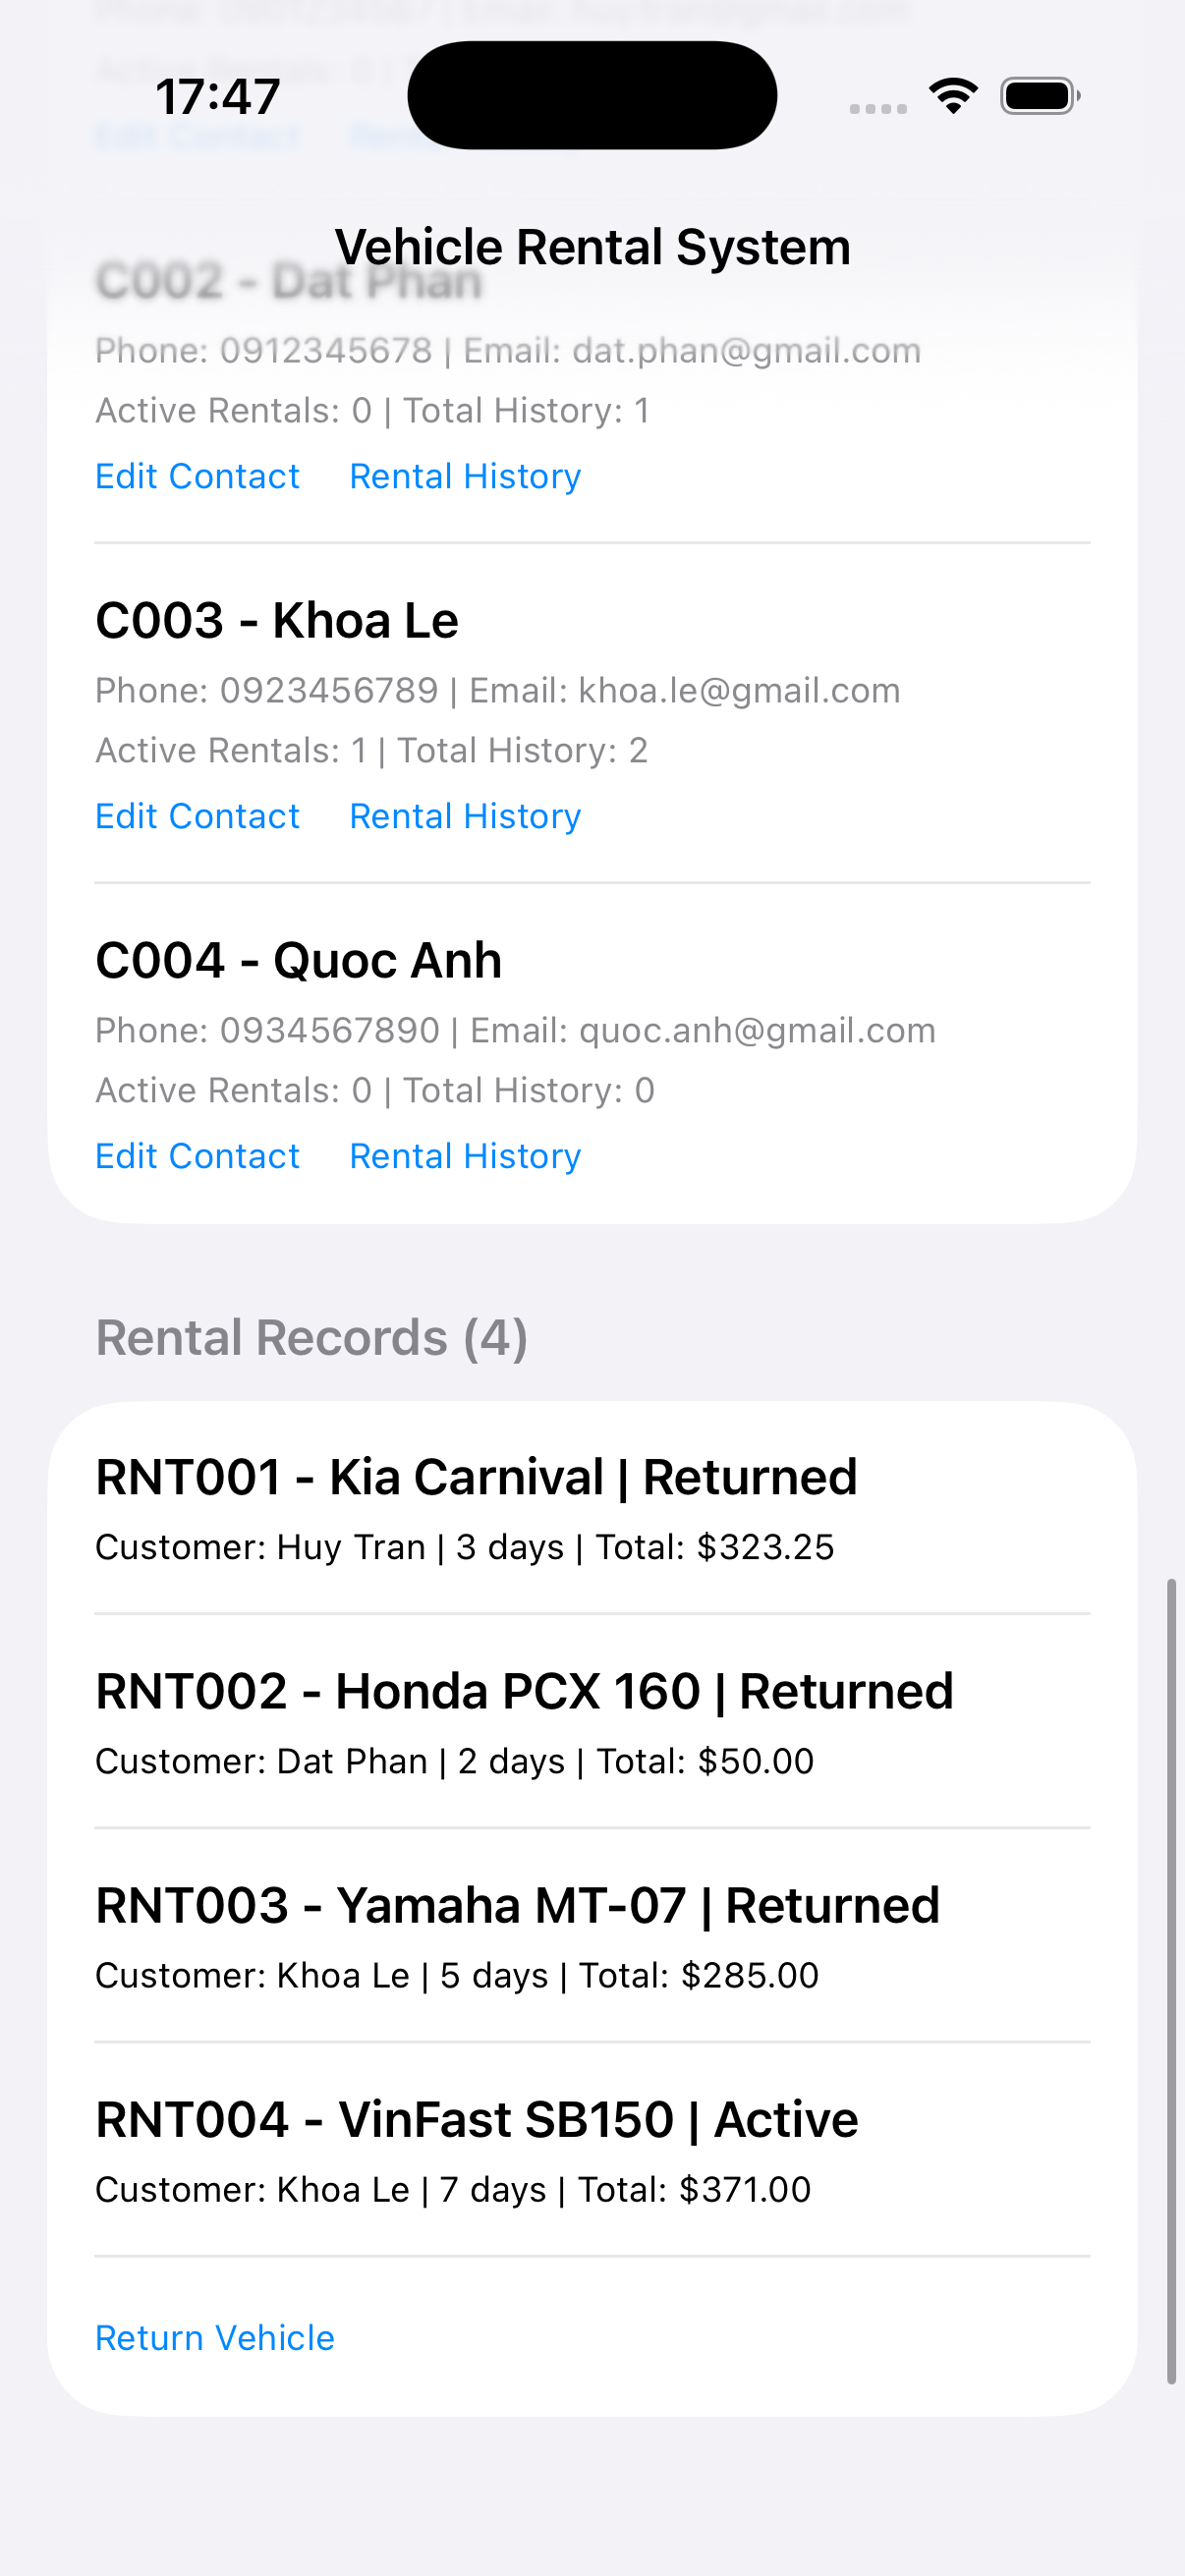 17:47
Vehicle Rental System
C002 - Dat Phan
Phone: 0912345678 | Email: dat.phan@gmail.com
Active Rentals: 0 | Total History: 1
Edit Contact Rental History
C003 - Khoa Le
Phone: 0923456789 | Email: khoa.le@gmail.com
Active Rentals: 1 | Total History: 2
Edit Contact Rental History
C004 - Quoc Anh
Phone: 0934567890 | Email: quoc.anh@gmail.com
Active Rentals: 0 | Total History: 0
Edit Contact Rental History
Rental Records (4)
RNT001 - Kia Carnival | Returned
Customer: Huy Tran | 3 days | Total: $323.25
RNT002 - Honda PCX 160 | Returned
Customer: Dat Phan | 2 days | Total: $50.00
RNT003 - Yamaha MT-07 | Returned
Customer: Khoa Le | 5 days | Total: $285.00
RNT004 - VinFast SB150 | Active
Customer: Khoa Le | 7 days | Total: $371.00
Return Vehicle